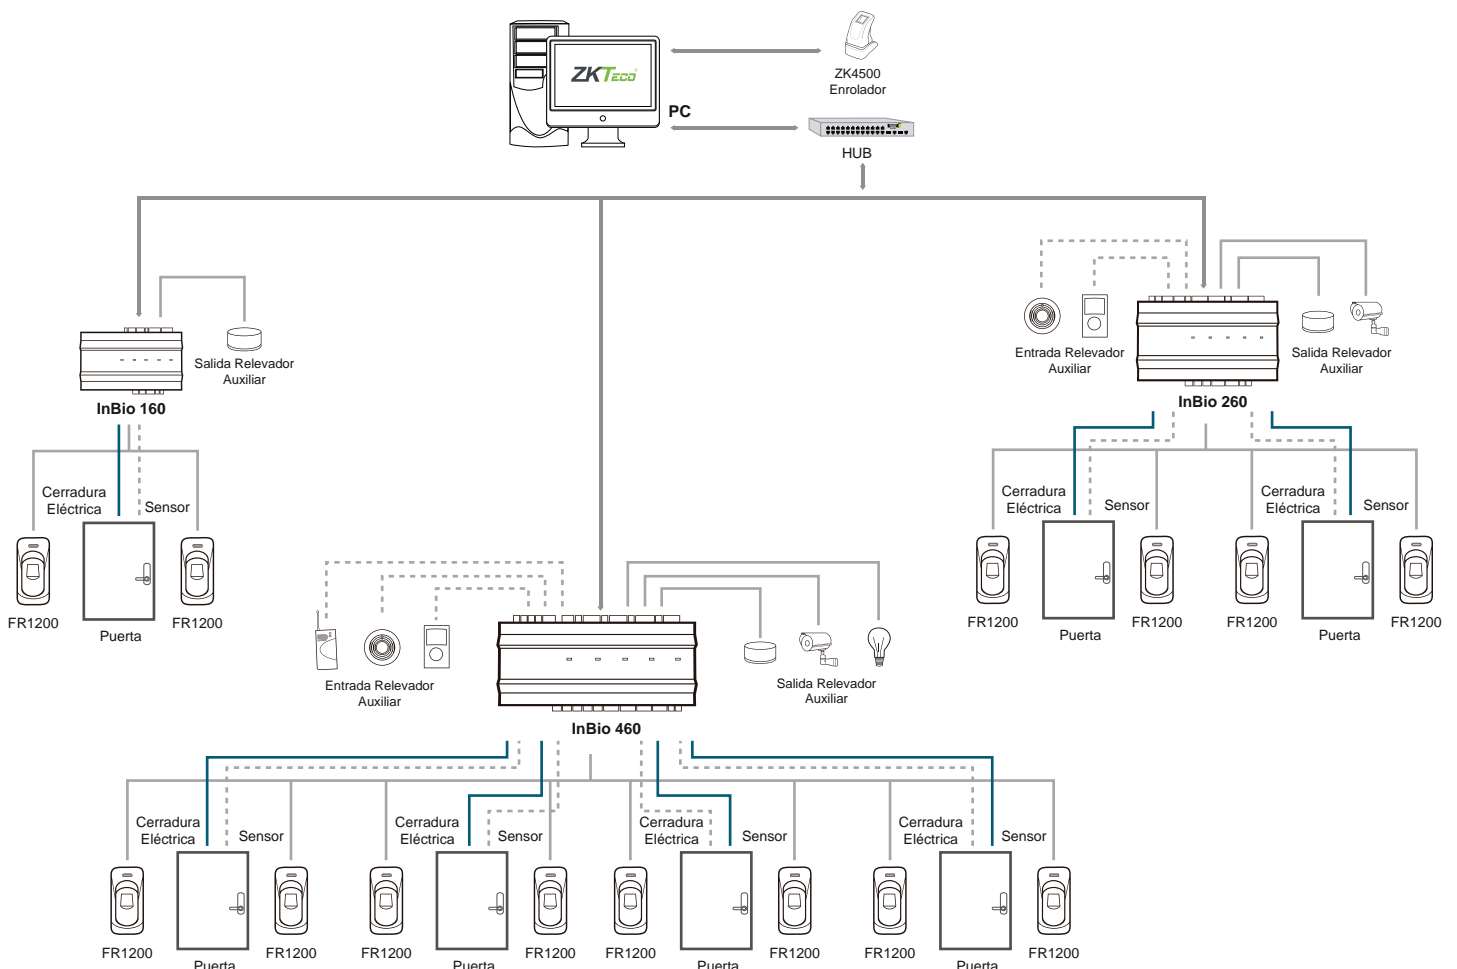 ZKTECO
ZK4500
Enrolador
PC
HUB
Salida Relevador
Auxiliar
InBio 160
Cerradura
Eléctrica
Sensor
FR1200
Puerta
FR1200
Entrada Relevador
Auxiliar
Salida Relevador
Auxiliar
InBio 260
Cerradura
Eléctrica
Sensor
Cerradura
Eléctrica
Sensor
FR1200
Puerta
FR1200
FR1200
Puerta
FR1200
Entrada Relevador
Auxiliar
Salida Relevador
Auxiliar
InBio 460
Cerradura
Eléctrica
Sensor
Cerradura
Eléctrica
Sensor
Cerradura
Eléctrica
Sensor
Cerradura
Eléctrica
Sensor
FR1200
Puerta
FR1200
FR1200
Puerta
FR1200
FR1200
Puerta
FR1200
FR1200
Puerta
FR1200